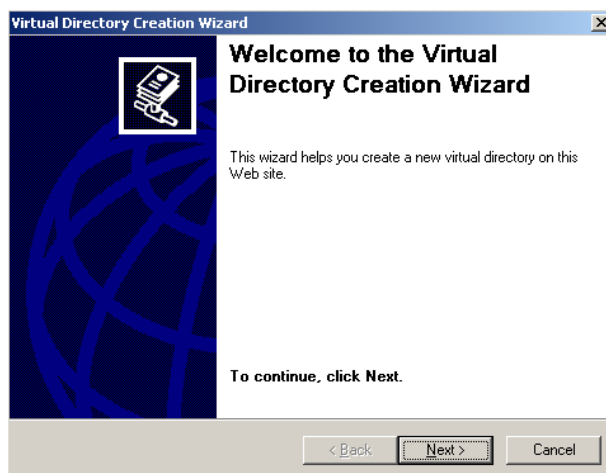 Virtual Directory Creation Wizard
Welcome to the Virtual
Directory Creation Wizard
This wizard helps you create a new virtual directory on this
Web site.
To continue, click Next.
< Back
Next >
Cancel